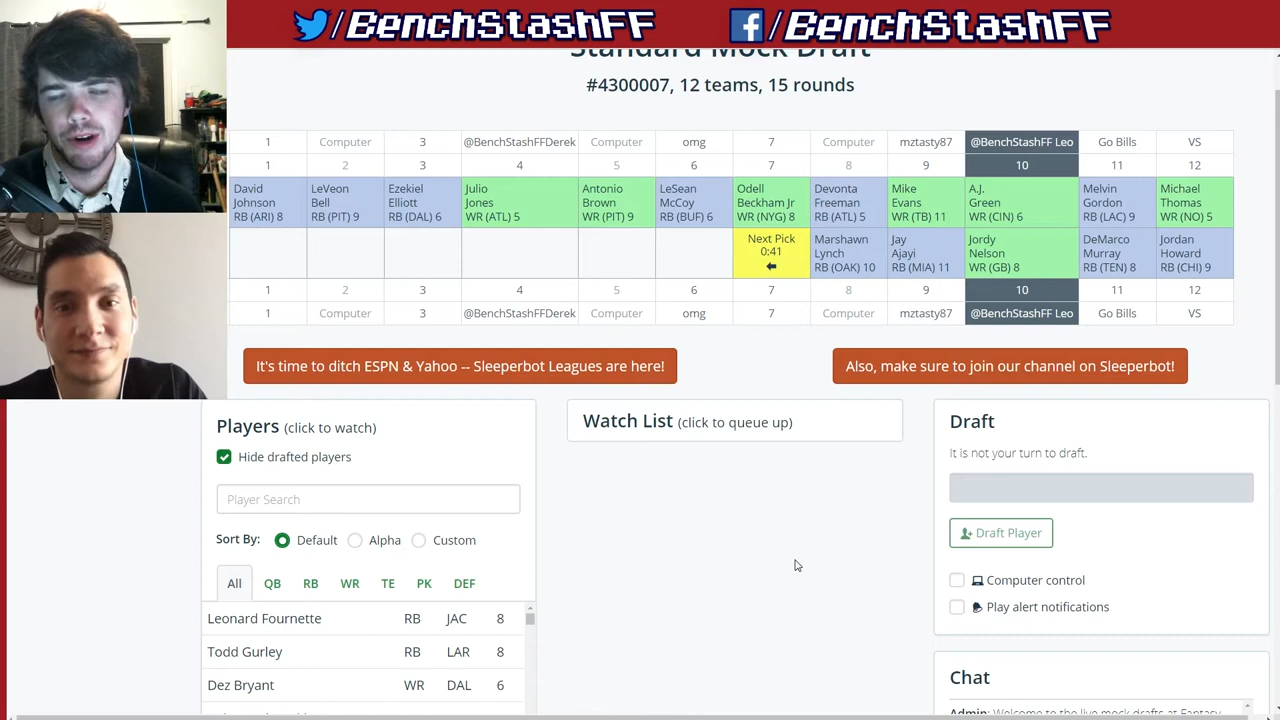 /BenchStashFF
/BenchStashFF
Standard Mock Draft
#4300007, 12 teams, 15 rounds
1 Computer 3 @BenchStashFFDerek Computer omg 7 Computer mztasty87 @BenchStashFF Leo Go Bills VS
1 2 3 4 5 6 7 8 9 10 11 12
David LeVeon Ezekiel Julio Antonio LeSean Odell Devonta Mike A.J. Melvin Michael
Johnson Bell Elliott Jones Brown McCoy Beckham Jr Freeman Evans Green Gordon Thomas
RB (ARI) 8 RB (PIT) 9 RB (DAL) 6 WR (ATL) 5 WR (PIT) 9 RB (BUF) 6 WR (NYG) 8 RB (ATL) 5 WR (TB) 11 WR (CIN) 6 RB (LAC) 9 WR (NO) 5
Next Pick Marshawn Jay Jordy DeMarco Jordan
0:41 Lynch Ajayi Nelson Murray Howard
RB (OAK) 10 RB (MIA) 11 WR (GB) 8 RB (TEN) 8 RB (CHI) 9
1 2 3 4 5 6 7 8 9 10 11 12
1 Computer 3 @BenchStashFFDerek Computer omg 7 Computer mztasty87 @BenchStashFF Leo Go Bills VS
It's time to ditch ESPN & Yahoo -- Sleeperbot Leagues are here!
Also, make sure to join our channel on Sleeperbot!
Players (click to watch)
Hide drafted players
Player Search
Sort By: Default Alpha Custom
All QB RB WR TE PK DEF
Leonard Fournette RB JAC 8
Todd Gurley RB LAR 8
Dez Bryant WR DAL 6
Watch List (click to queue up)
Draft
It is not your turn to draft.
Draft Player
Computer control
Play alert notifications
Chat
Admin: Welcome to the live mock drafts at Fantasy